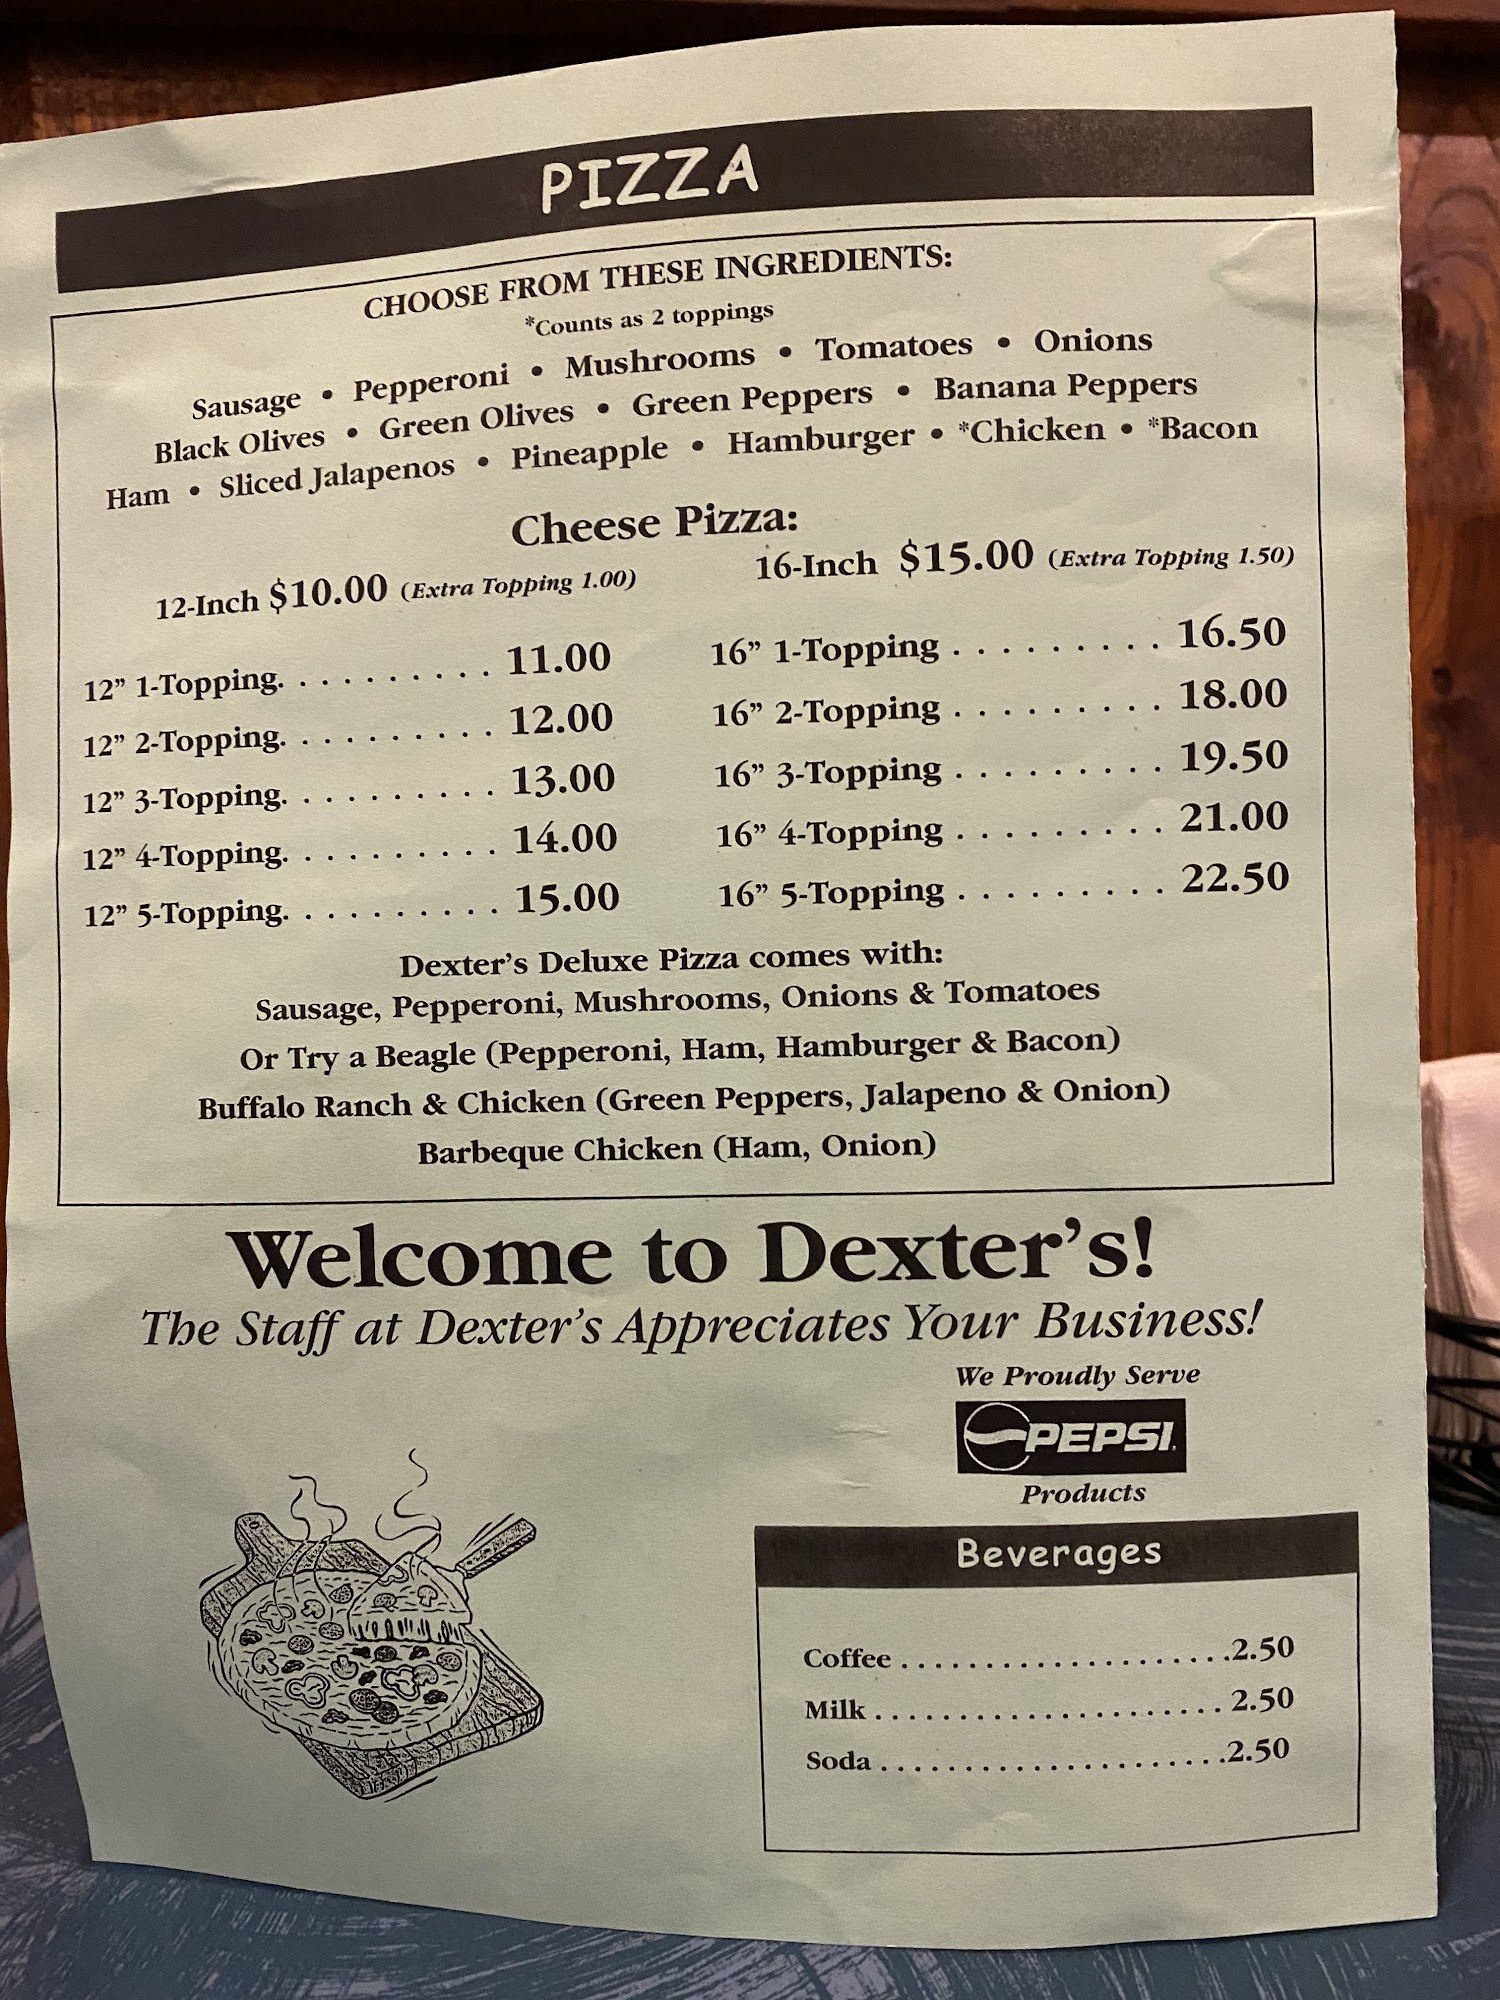 PIZZA
CHOOSE FROM THESE INGREDIENTS:
*Counts as 2 toppings
Sausage • Pepperoni • Mushrooms • Tomatoes • Onions
Black Olives • Green Olives • Green Peppers • Banana Peppers
Ham • Sliced Jalapenos • Pineapple • Hamburger • *Chicken • *Bacon
Cheese Pizza:
12-Inch $10.00 (Extra Topping 1.00) 16-Inch $15.00 (Extra Topping 1.50)
12” 1-Topping. . . . . . . . . . 11.00 16” 1-Topping . . . . . . . . . 16.50
12” 2-Topping. . . . . . . . . . 12.00 16” 2-Topping . . . . . . . . . 18.00
12” 3-Topping. . . . . . . . . . 13.00 16” 3-Topping . . . . . . . . . 19.50
12” 4-Topping. . . . . . . . . . 14.00 16” 4-Topping . . . . . . . . . 21.00
12” 5-Topping. . . . . . . . . . 15.00 16” 5-Topping . . . . . . . . . 22.50
Dexter’s Deluxe Pizza comes with:
Sausage, Pepperoni, Mushrooms, Onions & Tomatoes
Or Try a Beagle (Pepperoni, Ham, Hamburger & Bacon)
Buffalo Ranch & Chicken (Green Peppers, Jalapeno & Onion)
Barbeque Chicken (Ham, Onion)
Welcome to Dexter’s!
The Staff at Dexter’s Appreciates Your Business!
We Proudly Serve
PEPSI
Products
Beverages
Coffee . . . . . . . . . . . . . . . . . . . . .2.50
Milk . . . . . . . . . . . . . . . . . . . . . . 2.50
Soda . . . . . . . . . . . . . . . . . . . . . .2.50